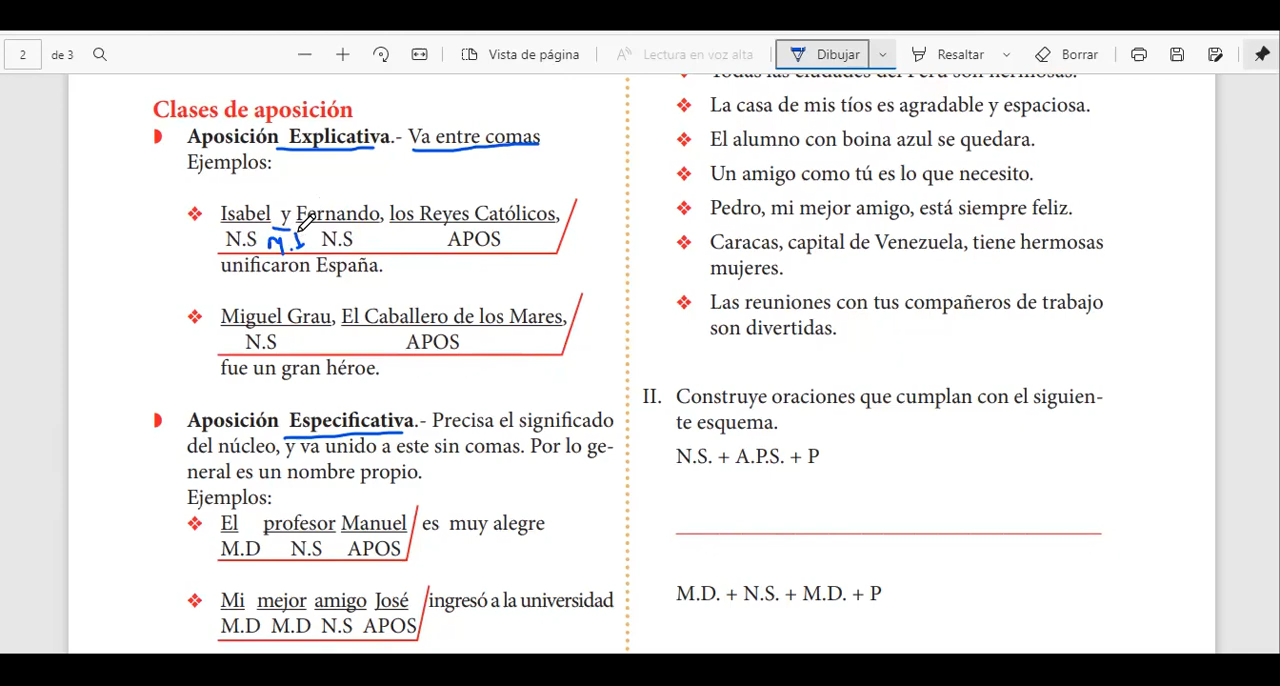 2 de 3 Vista de página Lectura en voz alta Dibujar Resaltar Borrar
Clases de aposición
Aposición Explicativa.- Va entre comas
Ejemplos:
Isabel y Fernando, los Reyes Católicos,
N.S M.I N.S APOS
unificaron España.
Miguel Grau, El Caballero de los Mares,
N.S APOS
fue un gran héroe.
Aposición Especificativa.- Precisa el significado
del núcleo, y va unido a este sin comas. Por lo ge-
neral es un nombre propio.
Ejemplos:
El profesor Manuel es muy alegre
M.D N.S APOS
Mi mejor amigo José ingresó a la universidad
M.D M.D N.S APOS
Todas las ciudades del Perú son hermosas.
La casa de mis tíos es agradable y espaciosa.
El alumno con boina azul se quedara.
Un amigo como tú es lo que necesito.
Pedro, mi mejor amigo, está siempre feliz.
Caracas, capital de Venezuela, tiene hermosas
mujeres.
Las reuniones con tus compañeros de trabajo
son divertidas.
II. Construye oraciones que cumplan con el siguien-
te esquema.
N.S. + A.P.S. + P
M.D. + N.S. + M.D. + P